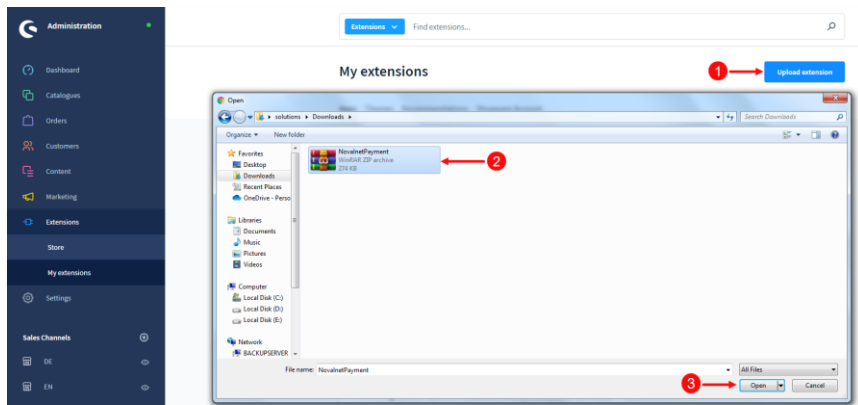 Administration
Extensions
Find extensions...
Dashboard
Catalogues
Orders
Customers
Content
Marketing
Extensions
Store
My extensions
Settings
Sales Channels
DE
EN
My extensions
1
Upload extension
Open
solutions
Downloads
Search Downloads
Organize
New folder
Favorites
Desktop
Downloads
Recent Places
OneDrive - Perso
Libraries
Documents
Music
Pictures
Videos
Computer
Local Disk (C:)
Local Disk (D:)
Local Disk (E:)
Network
BACKUPSERVER
NovalnetPayment
WinRAR ZIP archive
274 KB
2
File name: NovalnetPayment
All Files
3
Open
Cancel